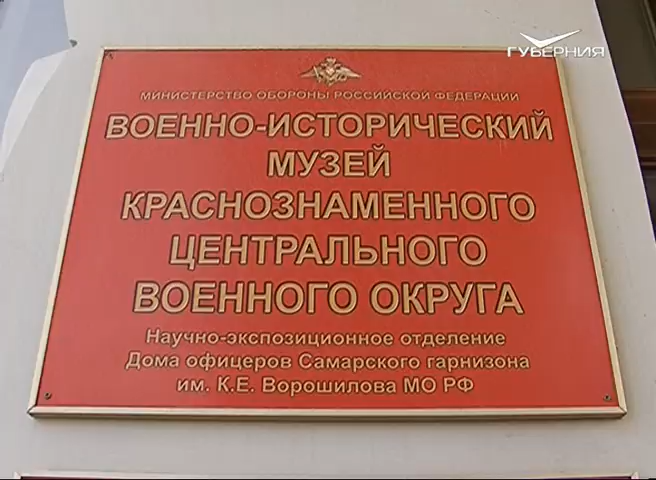 ГУБЕРНИЯ
МИНИСТЕРСТВО ОБОРОНЫ РОССИЙСКОЙ ФЕДЕРАЦИИ
ВОЕННО-ИСТОРИЧЕСКИЙ
МУЗЕЙ
КРАСНОЗНАМЕННОГО
ЦЕНТРАЛЬНОГО
ВОЕННОГО ОКРУГА
Научно-экспозиционное отделение
Дома офицеров Самарского гарнизона
им. К.Е. Ворошилова МО РФ